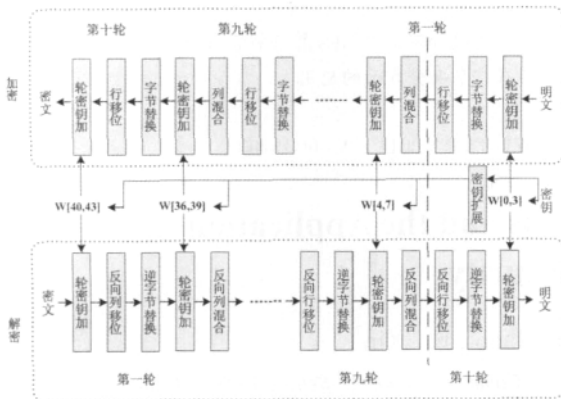 第十轮
第九轮
第一轮
密文
轮密钥加
行移位
字节替换
轮密钥加
列混合
行移位
字节替换
轮密钥加
列混合
行移位
字节替换
轮密钥加
明文
W[40,43]
W[36,39]
W[4,7]
密钥扩展
W[0,3]
密钥
密文
轮密钥加
反向列移位
逆字节替换
轮密钥加
反向列混合
反向行移位
逆字节替换
轮密钥加
反向列混合
反向行移位
逆字节替换
轮密钥加
明文
第一轮
第九轮
第十轮